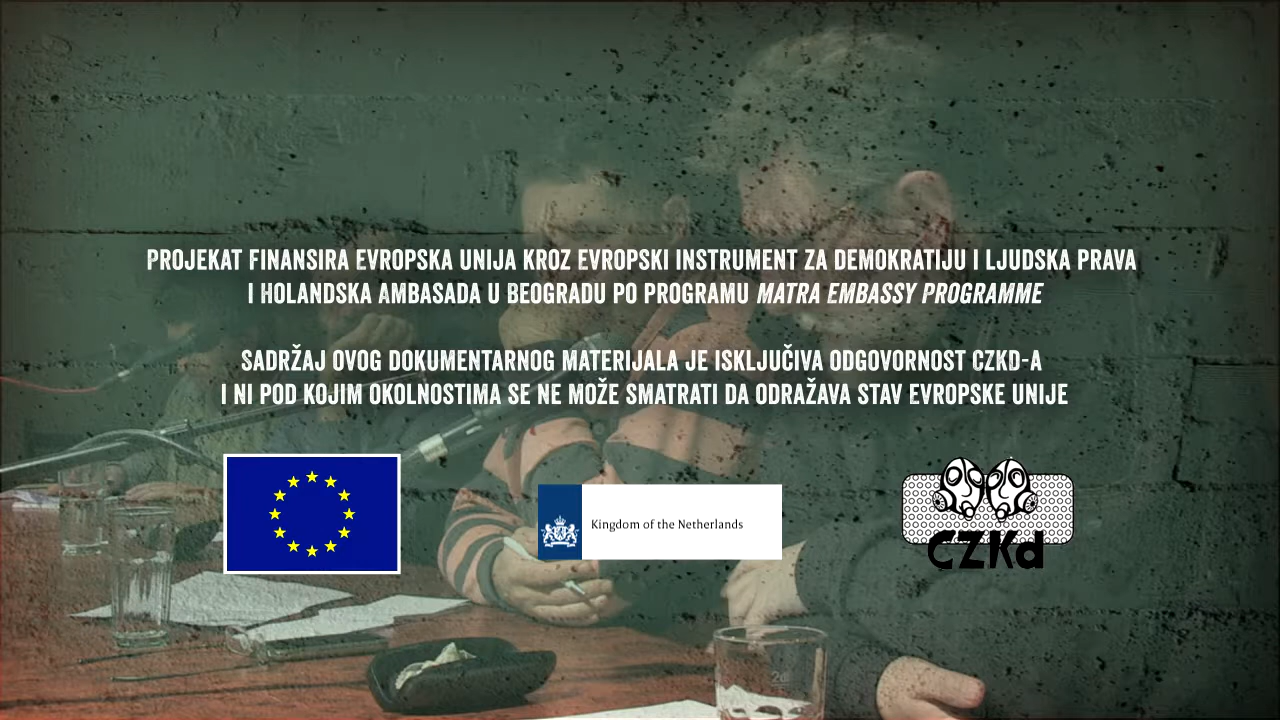 PROJEKAT FINANSIRA EVROPSKA UNIJA KROZ EVROPSKI INSTRUMENT ZA DEMOKRATIJU I LJUDSKA PRAVA
I HOLANDSKA AMBASADA U BEOGRADU PO PROGRAMU MATRA EMBASSY PROGRAMME
SADRŽAJ OVOG DOKUMENTARNOG MATERIJALA JE ISKLJUČIVA ODGOVORNOST CZKD-A
I NI POD KOJIM OKOLNOSTIMA SE NE MOŽE SMATRATI DA ODRAŽAVA STAV EVROPSKE UNIJE
Kingdom of the Netherlands
CZKd